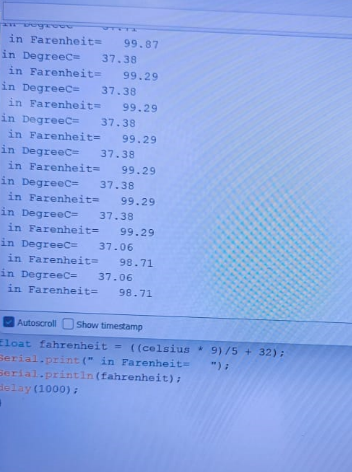 in Farenheit=   99.87
in DegreeC=   37.38
in Farenheit=   99.29
in DegreeC=   37.38
in Farenheit=   99.29
in DegreeC=   37.38
in Farenheit=   99.29
in DegreeC=   37.38
in Farenheit=   99.29
in DegreeC=   37.38
in Farenheit=   99.29
in DegreeC=   37.38
in Farenheit=   99.29
in DegreeC=   37.06
in Farenheit=   98.71
in DegreeC=   37.06
in Farenheit=   98.71
Autoscroll Show timestamp
float fahrenheit = ((celsius * 9)/5 + 32);
Serial.print(" in Farenheit=   ");
Serial.println(fahrenheit);
delay(1000);
}